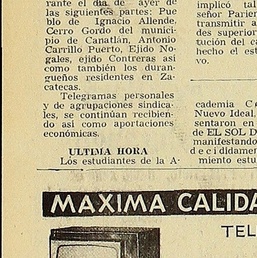 rante el día de ayer de
las siguientes partes: Pu
blo de Ignacio Allende,
Cerro Gordo del munici-
pio de Canatlán, Antonio
Carrillo Puerto, Ejido No-
gales, ejido Contreras así
como también los duran-
gueños residentes en Za-
catecas.
Telegramas personales
y de agrupaciones sindica-
les, se continúan recibien-
do así como aportaciones
económicas.
ULTIMA HORA
Los estudiantes de la A-
implicó tal
señor Parien
transmitir a
des superior
tución del ca
hecho el est
vo.
cademia C
Nuevo Ideal,
sentaron en
de EL SOL D
manifestando
decididamen
miento estu
MAXIMA CALIDA
TEL